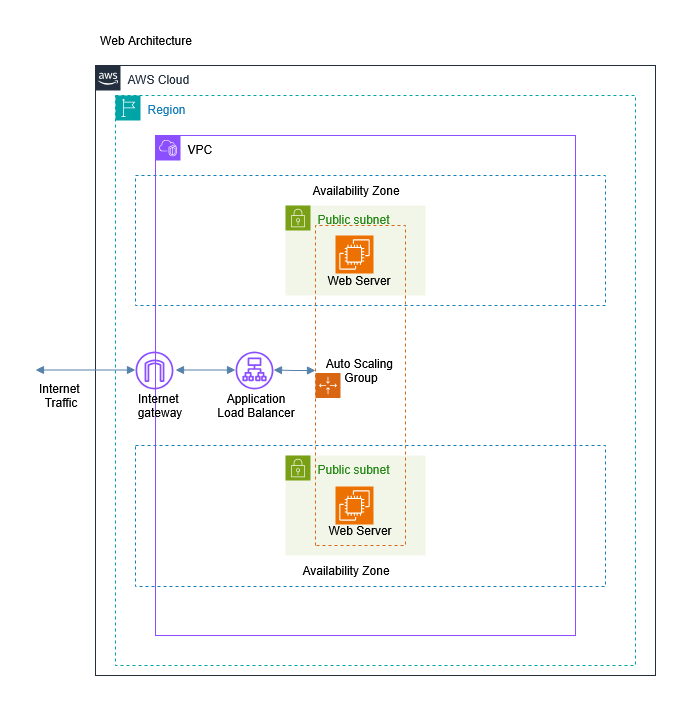 Web Architecture
aws
AWS Cloud
Region
VPC
Availability Zone
Public subnet
Web Server
Internet
Traffic
Internet
gateway
Application
Load Balancer
Auto Scaling
Group
Public subnet
Web Server
Availability Zone